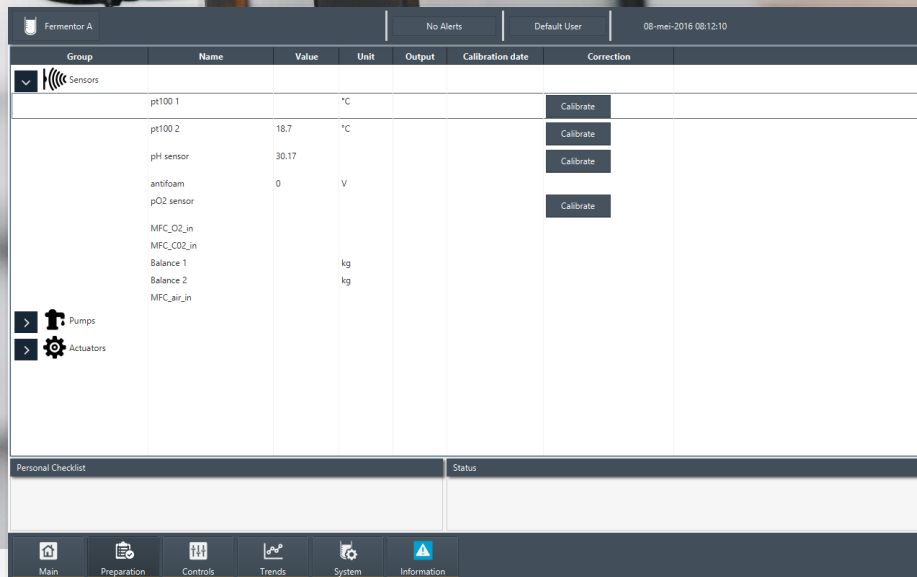 Fermentor A No Alerts Default User 08-mei-2016 08:12:10
Group Name Value Unit Output Calibration date Correction
Sensors
pt100 1 °C Calibrate
pt100 2 18.7 °C Calibrate
pH sensor 30.17 Calibrate
antifoam 0 V
pO2 sensor Calibrate
MFC_O2_in
MFC_C02_in
Balance 1 kg
Balance 2 kg
MFC_air_in
Pumps
Actuators
Personal Checklist Status
Main Preparation Controls Trends System Information